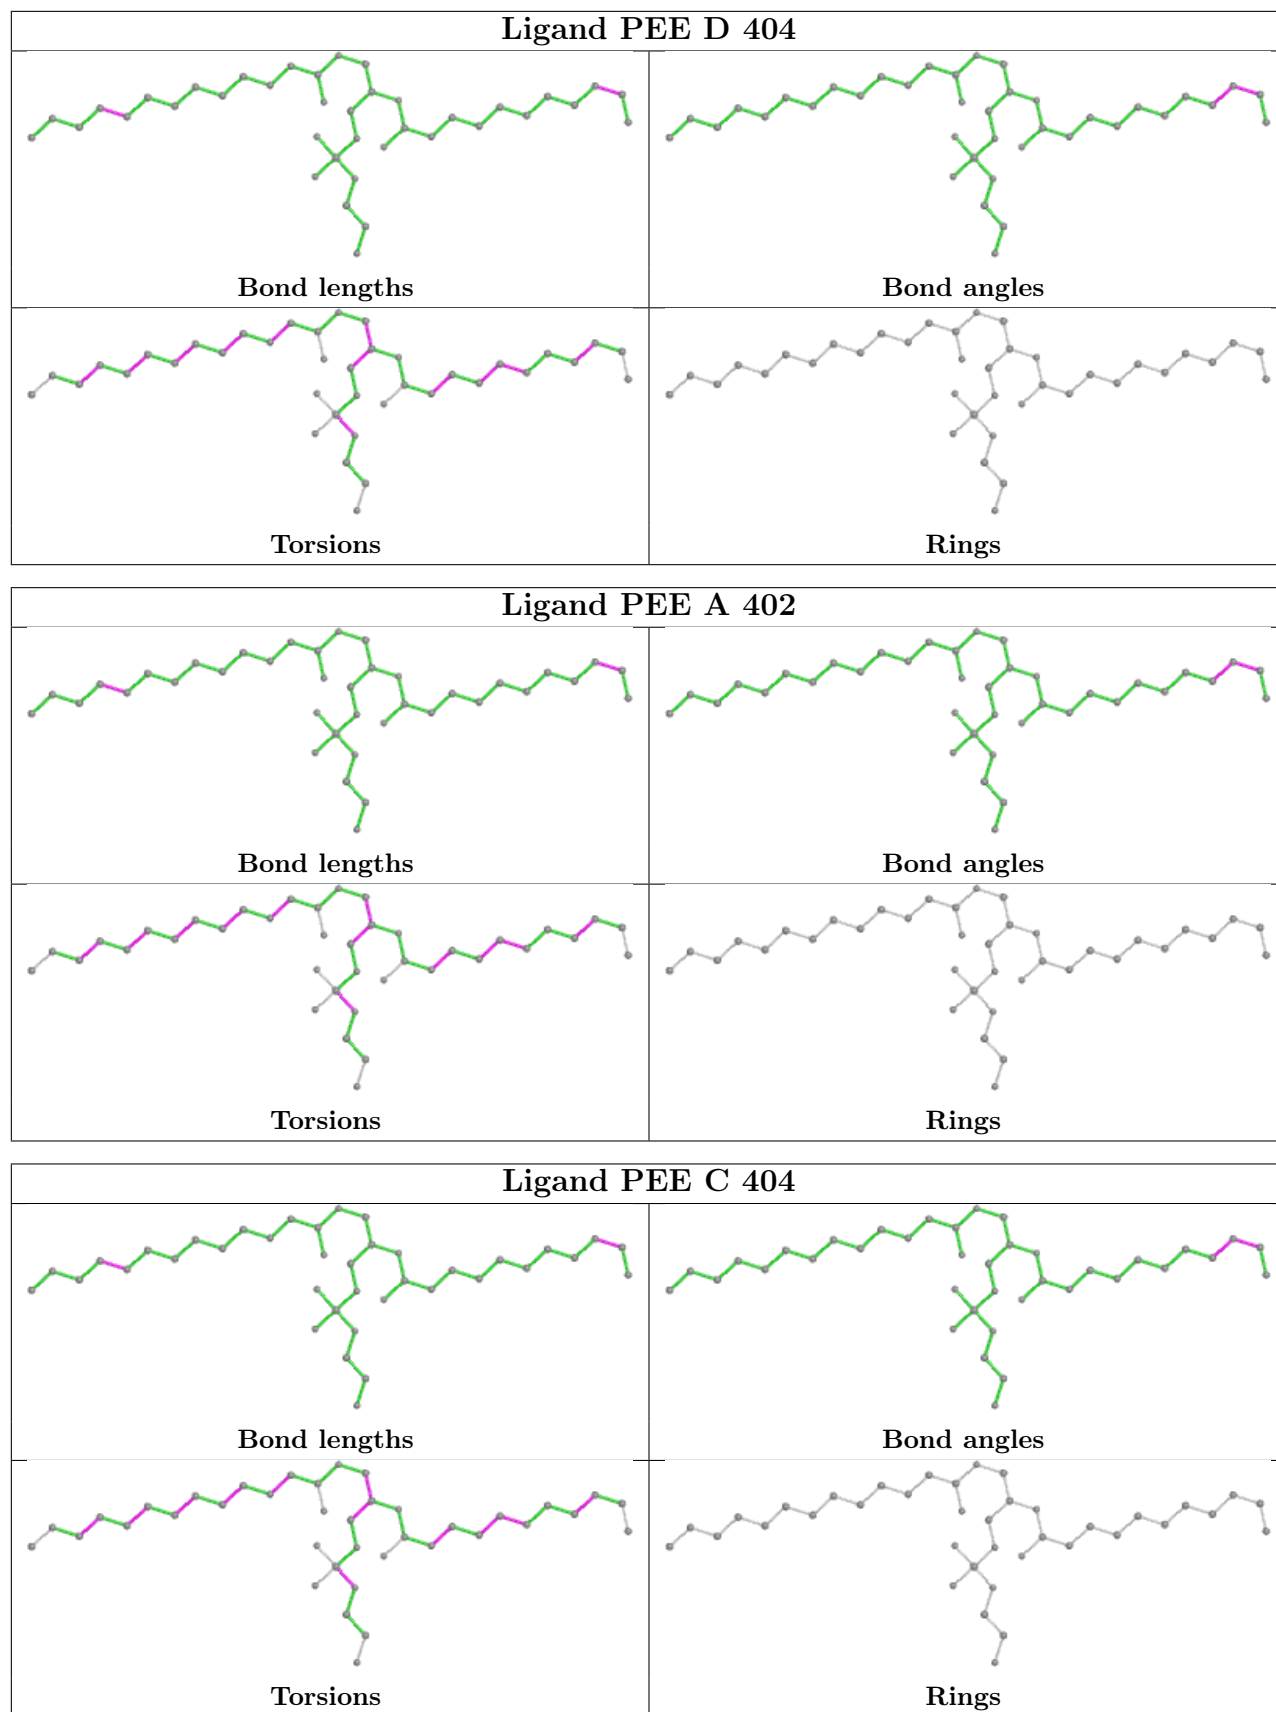 Ligand PEE D 404
Bond lengths
Bond angles
Torsions
Rings
Ligand PEE A 402
Bond lengths
Bond angles
Torsions
Rings
Ligand PEE C 404
Bond lengths
Bond angles
Torsions
Rings